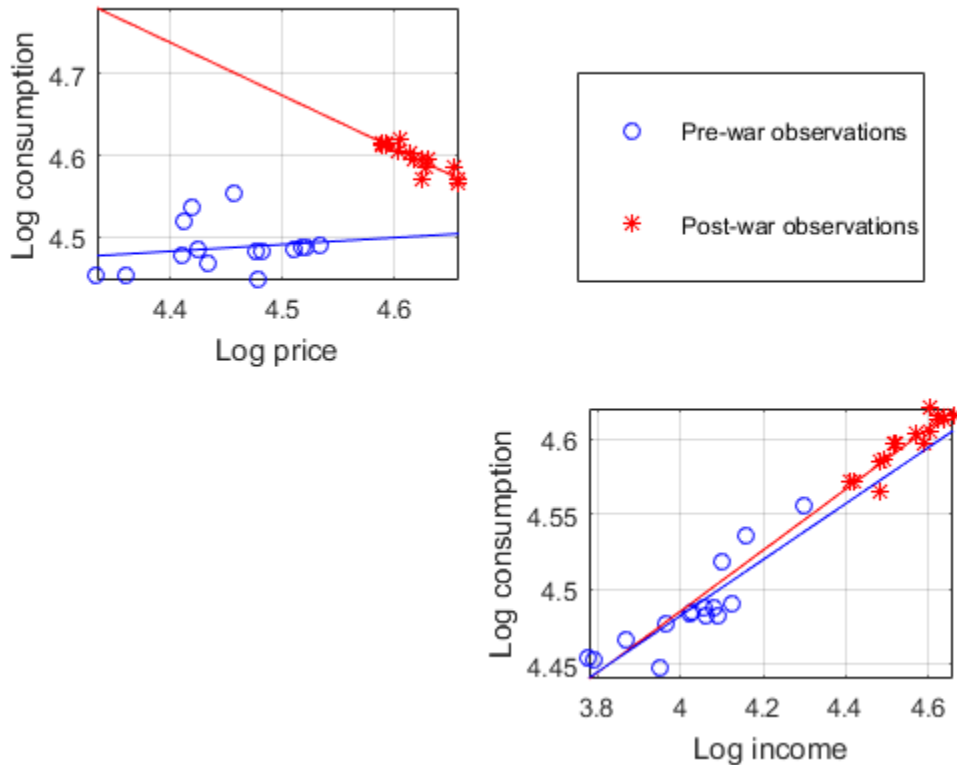 Log consumption
4.7
4.6
4.5
4.4
4.5
4.6
Log price
Pre-war observations
Post-war observations
Log consumption
4.6
4.55
4.5
4.45
3.8
4
4.2
4.4
4.6
Log income